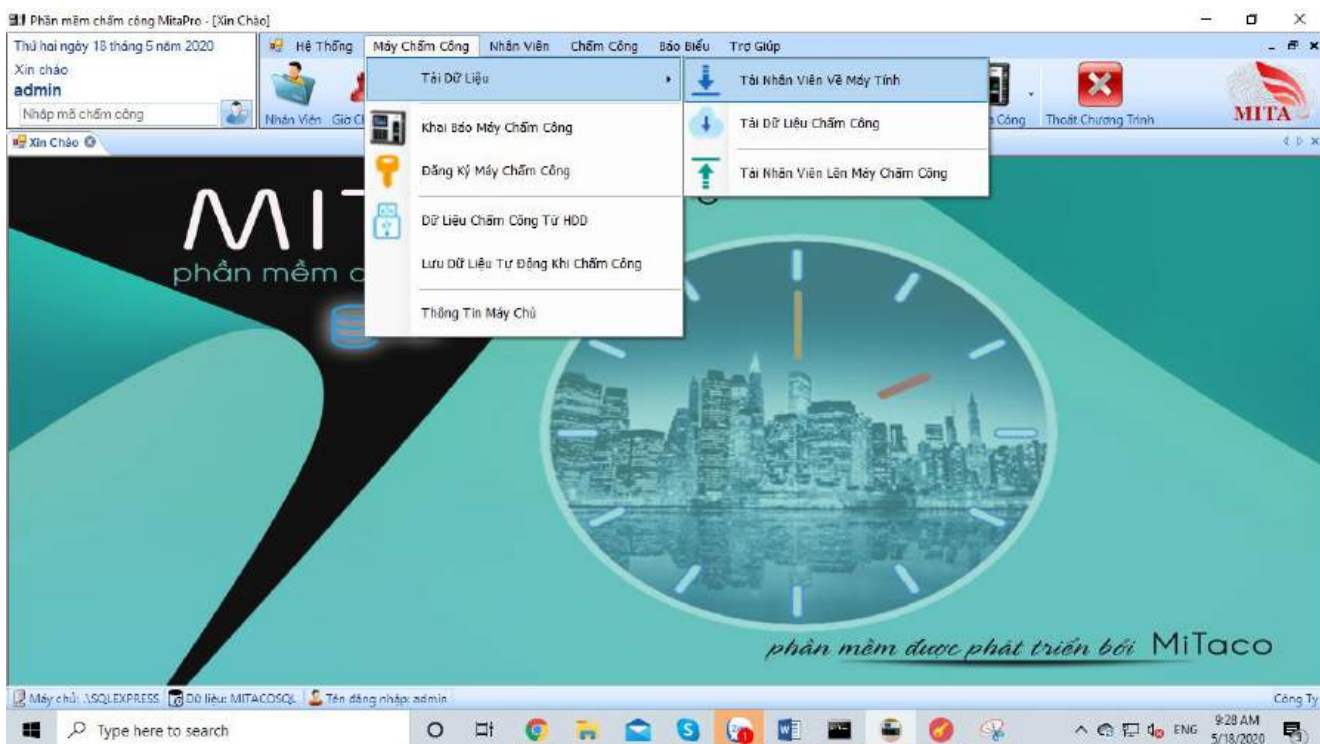 Phần mềm chấm công MitaPro - [Xin Chào]
Thứ hai ngày 18 tháng 5 năm 2020
Hệ Thống Máy Chấm Công Nhân Viên Chấm Công Báo Biểu Trợ Giúp
Xin chào
admin
Nhập mã chấm công
Nhân Viên Giờ
Công Thoát Chương Trình
MITA
Xin Chào
Tải Dữ Liệu
Khai Báo Máy Chấm Công
Đăng Ký Máy Chấm Công
Dữ Liệu Chấm Công Từ HDD
Lưu Dữ Liệu Tự Động Khi Chấm Công
Thông Tin Máy Chủ
Tải Nhân Viên Về Máy Tính
Tải Dữ Liệu Chấm Công
Tải Nhân Viên Lên Máy Chấm Công
phần mềm
phần mềm được phát triển bởi MiTaco
Máy chủ: .\SQLEXPRESS Dữ liệu: MITACOSQL Tên đăng nhập: admin
Công Ty
Type here to search
ENG
9:28 AM
5/18/2020